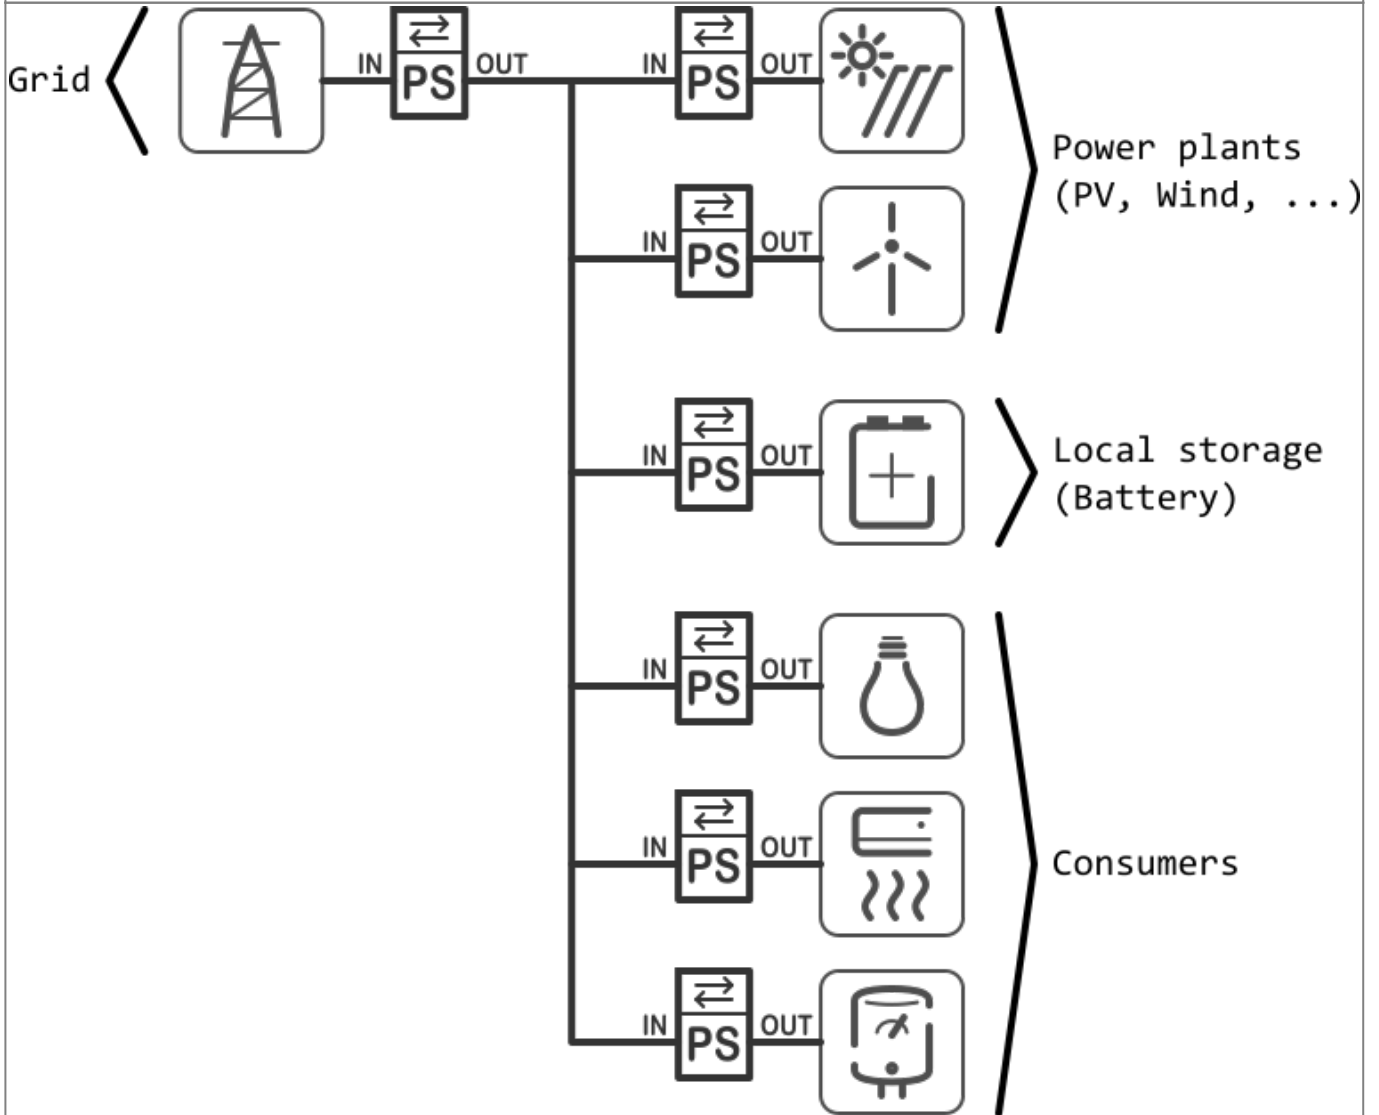 Grid
IN PS OUT
IN PS OUT
Power plants
(PV, Wind, ...)
IN PS OUT
IN PS OUT
Local storage
(Battery)
IN PS OUT
IN PS OUT
Consumers
IN PS OUT